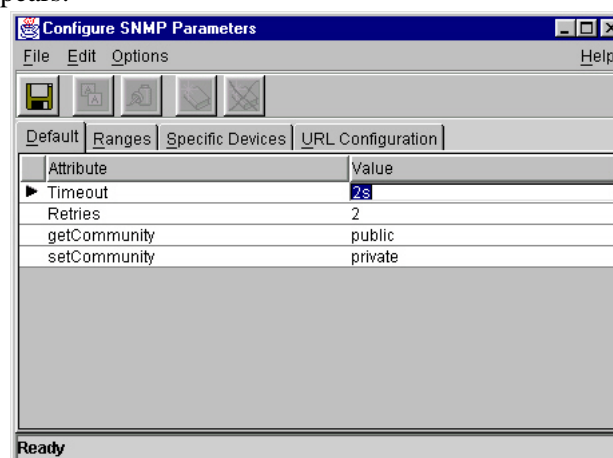 pears.
Configure SNMP Parameters
File Edit Options Help
Default Ranges Specific Devices URL Configuration
Attribute Value
Timeout 2s
Retries 2
getCommunity public
setCommunity private
Ready